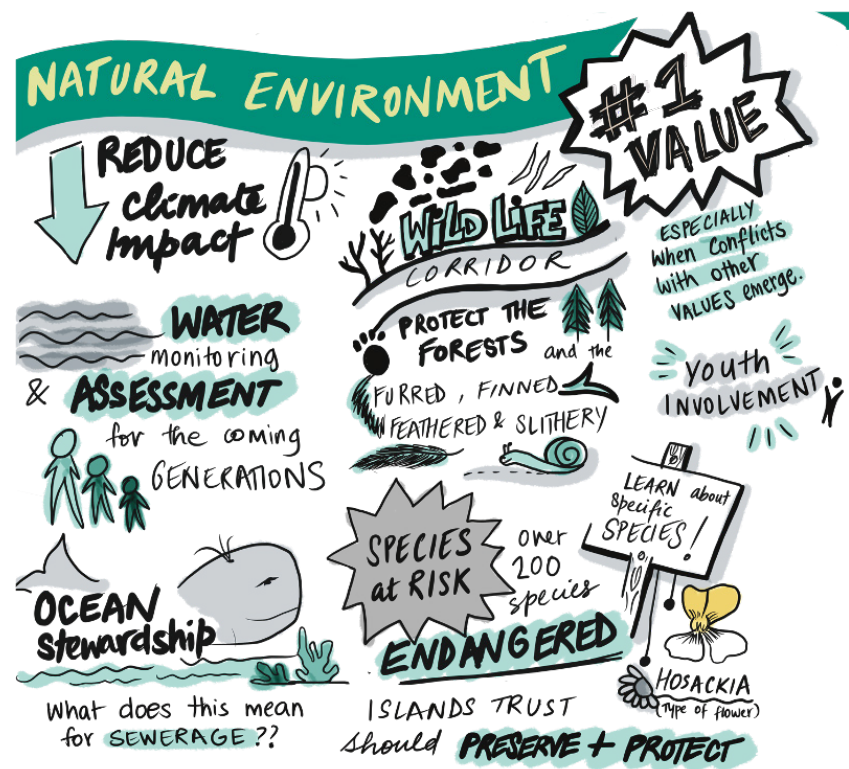 NATURAL ENVIRONMENT
#1
VALUE
ESPECIALLY
when conflicts
with other
VALUES emerge.
REDUCE
climate
impact
WILD LIFE
CORRIDOR
WATER
monitoring
& ASSESSMENT
for the coming
GENERATIONS
PROTECT THE
FORESTS and the
FURRED, FINNED
FEATHERED & SLITHERY
Youth
INVOLVEMENT
LEARN about
specific
SPECIES!
SPECIES
at RISK
over
200
species
ENDANGERED
OCEAN
stewardship
What does this mean
for SEWERAGE??
HOSACKIA
(Type of flower)
ISLANDS TRUST
should PRESERVE + PROTECT